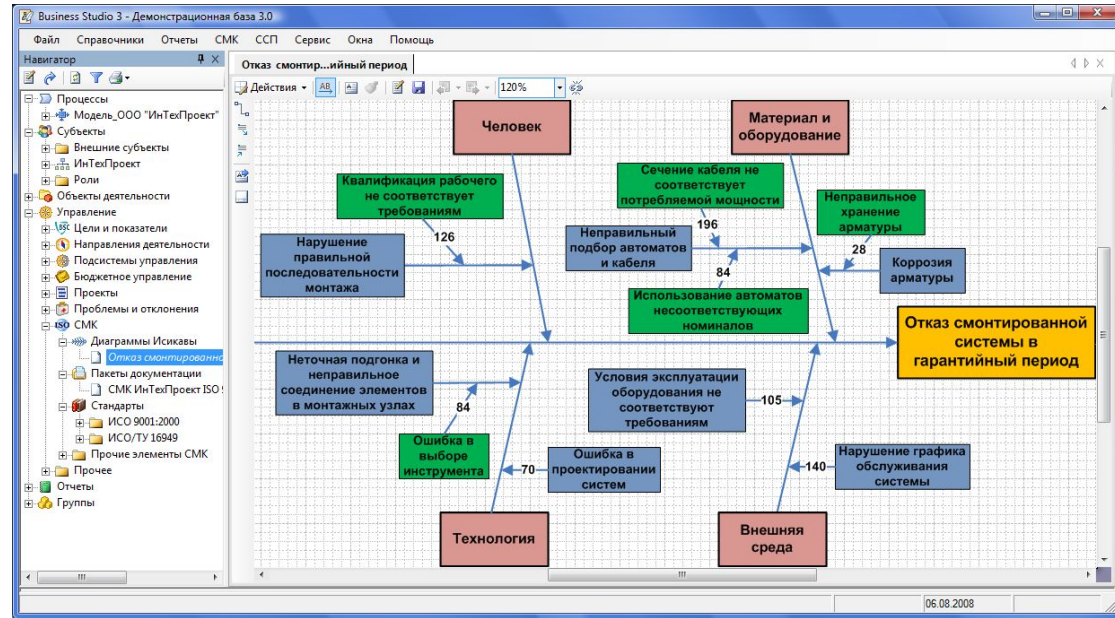 Business Studio 3 - Демонстрационная база 3.0
Файл Справочники Отчеты СМК ССП Сервис Окна Помощь
Навигатор
Процессы
Модель_ООО "ИнТехПроект"
Субъекты
Внешние субъекты
ИнТехПроект
Роли
Объекты деятельности
Управление
Цели и показатели
Направления деятельности
Подсистемы управления
Бюджетное управление
Проекты
Проблемы и отклонения
ISO СМК
Диаграммы Исикавы
Отказ смонтированно
Пакеты документации
СМК ИнТехПроект ISO
Стандарты
ИСО 9001:2000
ИСО/ТУ 16949
Прочие элементы СМК
Прочее
Отчеты
Группы
Отказ смонтир...ийный период
Действия
120%
Человек
Материал и
оборудование
Квалификация рабочего
не соответствует
требованиям
126
Нарушение
правильной
последовательности
монтажа
Сечение кабеля не
соответствует
потребляемой мощности
196
Неправильный
подбор автоматов
и кабеля
84
Использование автоматов
несоответствующих
номиналов
Неправильное
хранение
арматуры
28
Коррозия
арматуры
Отказ смонтированной
системы в
гарантийный период
Неточная подгонка и
неправильное
соединение элементов
в монтажных узлах
84
Ошибка в
выборе
инструмента
70
Ошибка в
проектировании
систем
Условия эксплуатации
оборудования не
соответствуют
требованиям
105
140
Нарушение графика
обслуживания
системы
Технология
Внешняя
среда
06.08.2008